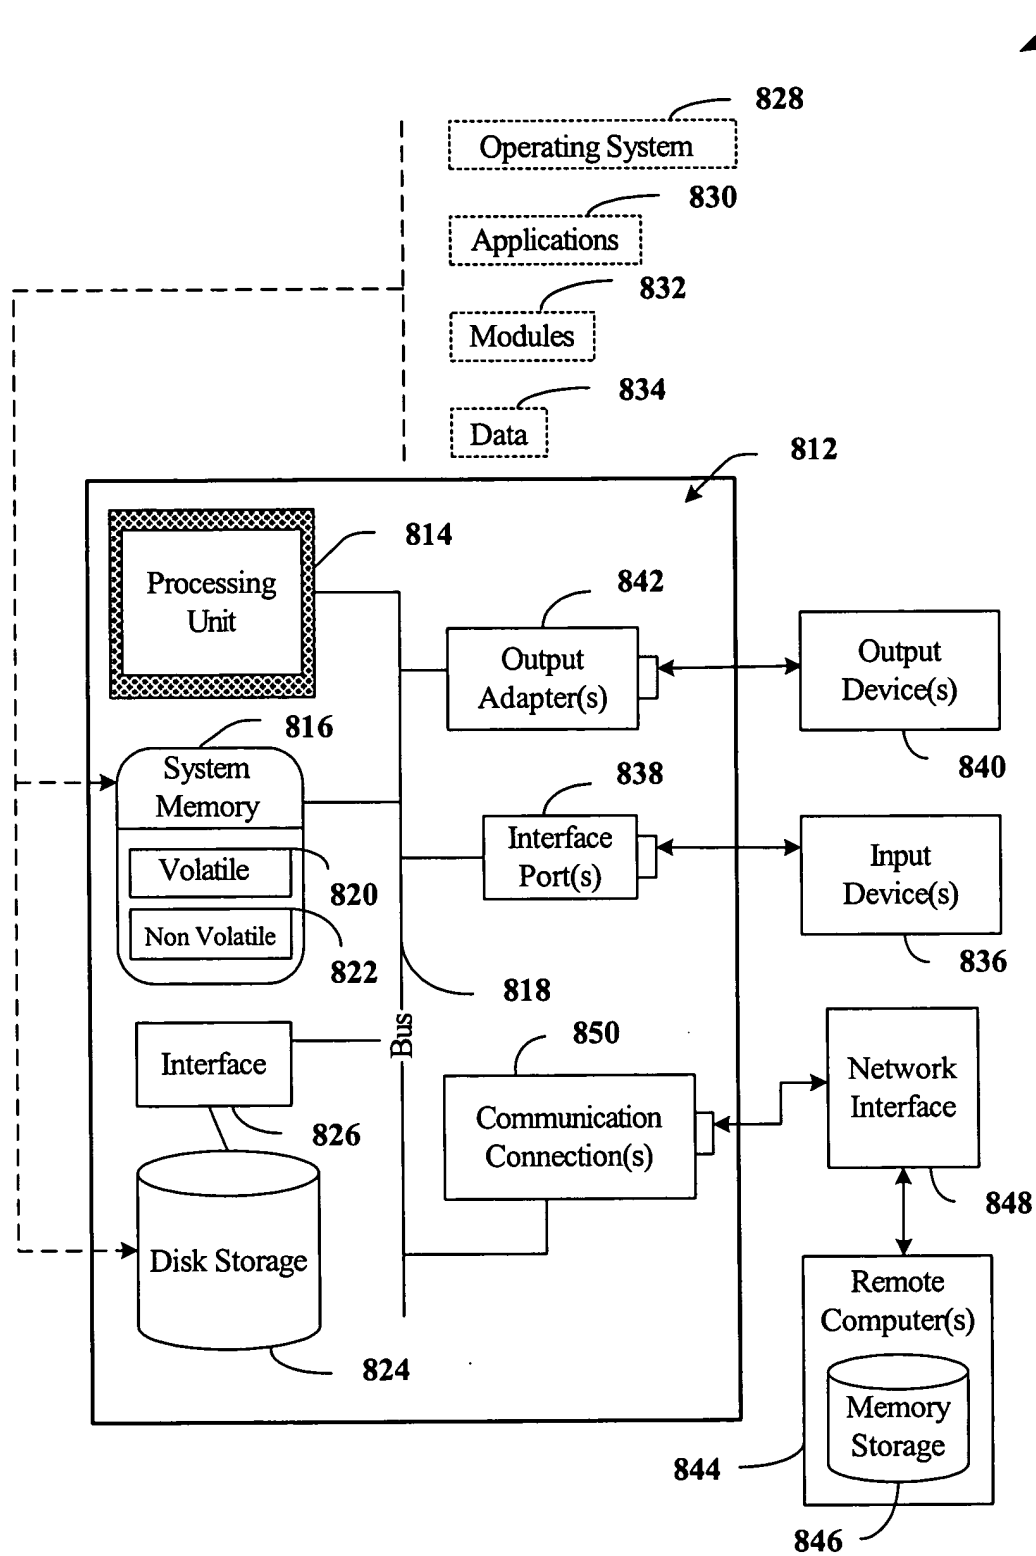 828
Operating System
830
Applications
832
Modules
834
Data
812
814
Processing
Unit
842
Output
Adapter(s)
Output
Device(s)
840
816
System
Memory
Volatile
820
Non Volatile
822
838
Interface
Port(s)
Input
Device(s)
836
818
Bus
850
Interface
826
Communication
Connection(s)
Network
Interface
848
Disk Storage
824
Remote
Computer(s)
Memory
Storage
844
846